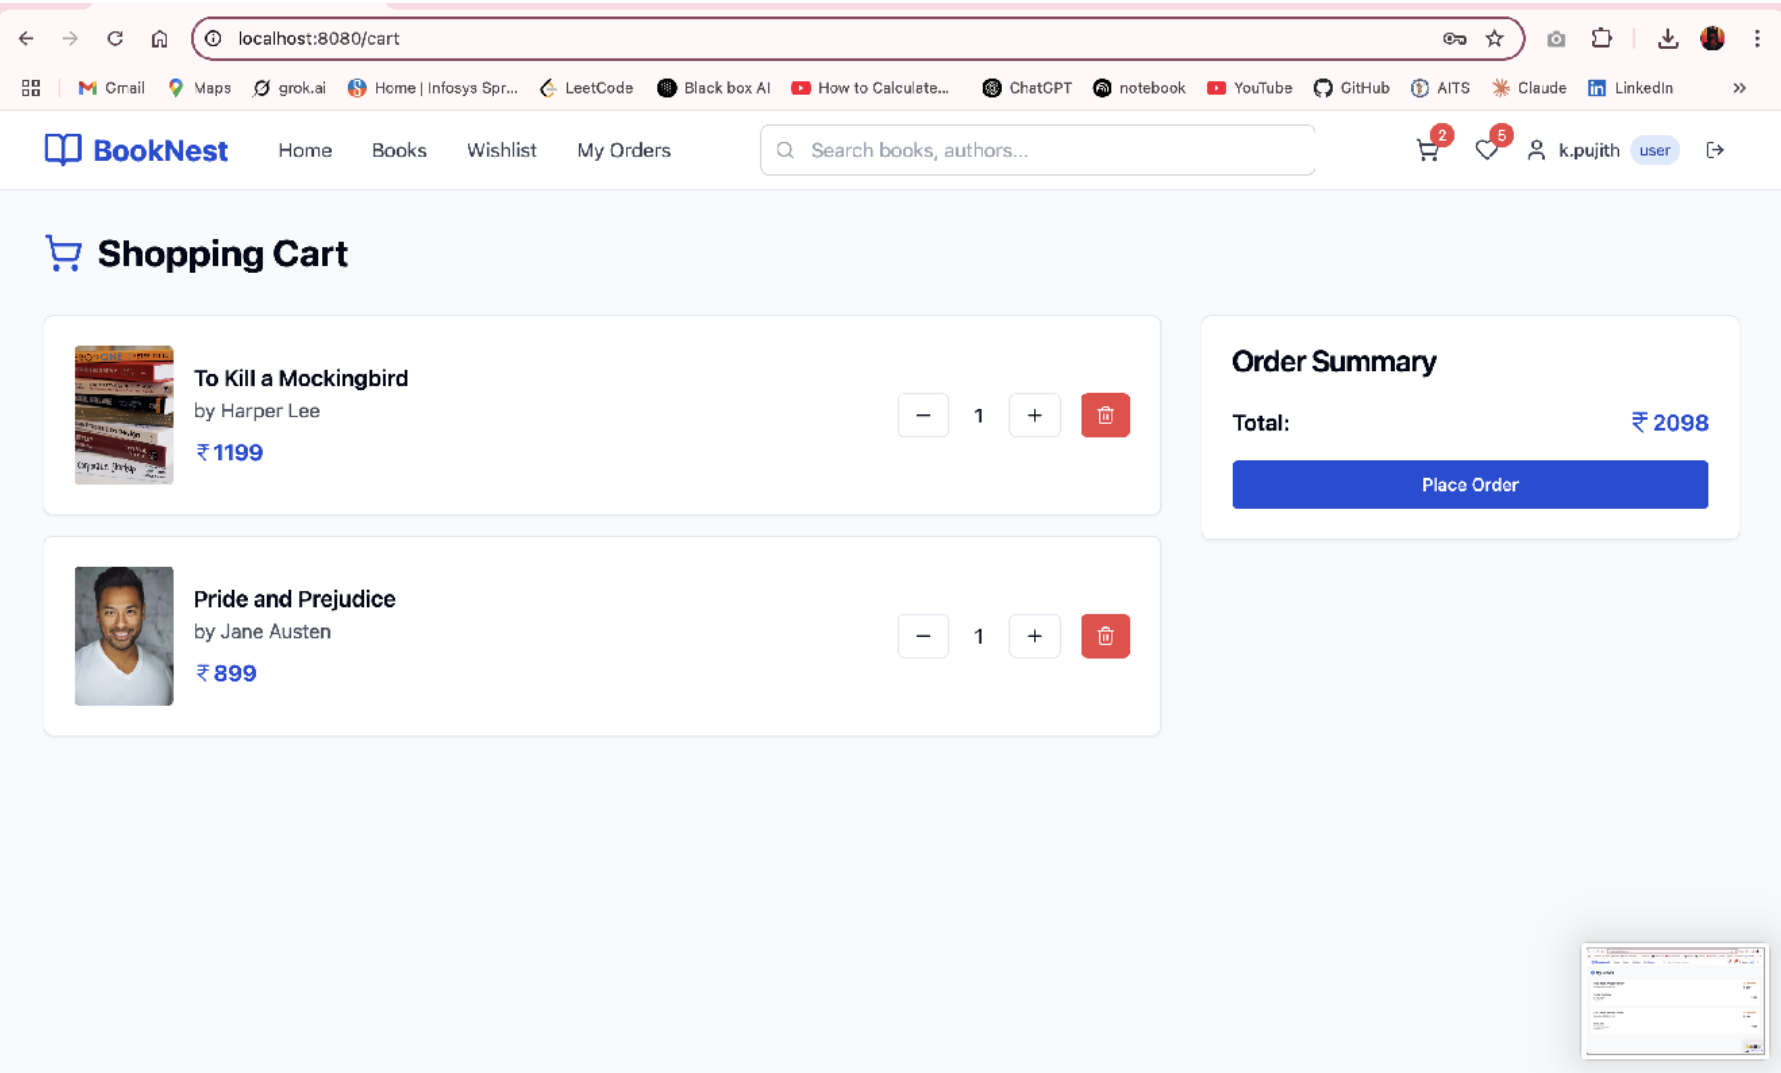 localhost:8080/cart
Gmail Maps grok.ai Home | Infosys Spr... LeetCode Black box AI How to Calculate... ChatGPT notebook YouTube GitHub AITS Claude LinkedIn »
BookNest Home Books Wishlist My Orders Search books, authors... 2 5 k.pujith user
Shopping Cart
To Kill a Mockingbird
by Harper Lee
₹ 1199
− 1 +
Pride and Prejudice
by Jane Austen
₹ 899
− 1 +
Order Summary
Total: ₹ 2098
Place Order